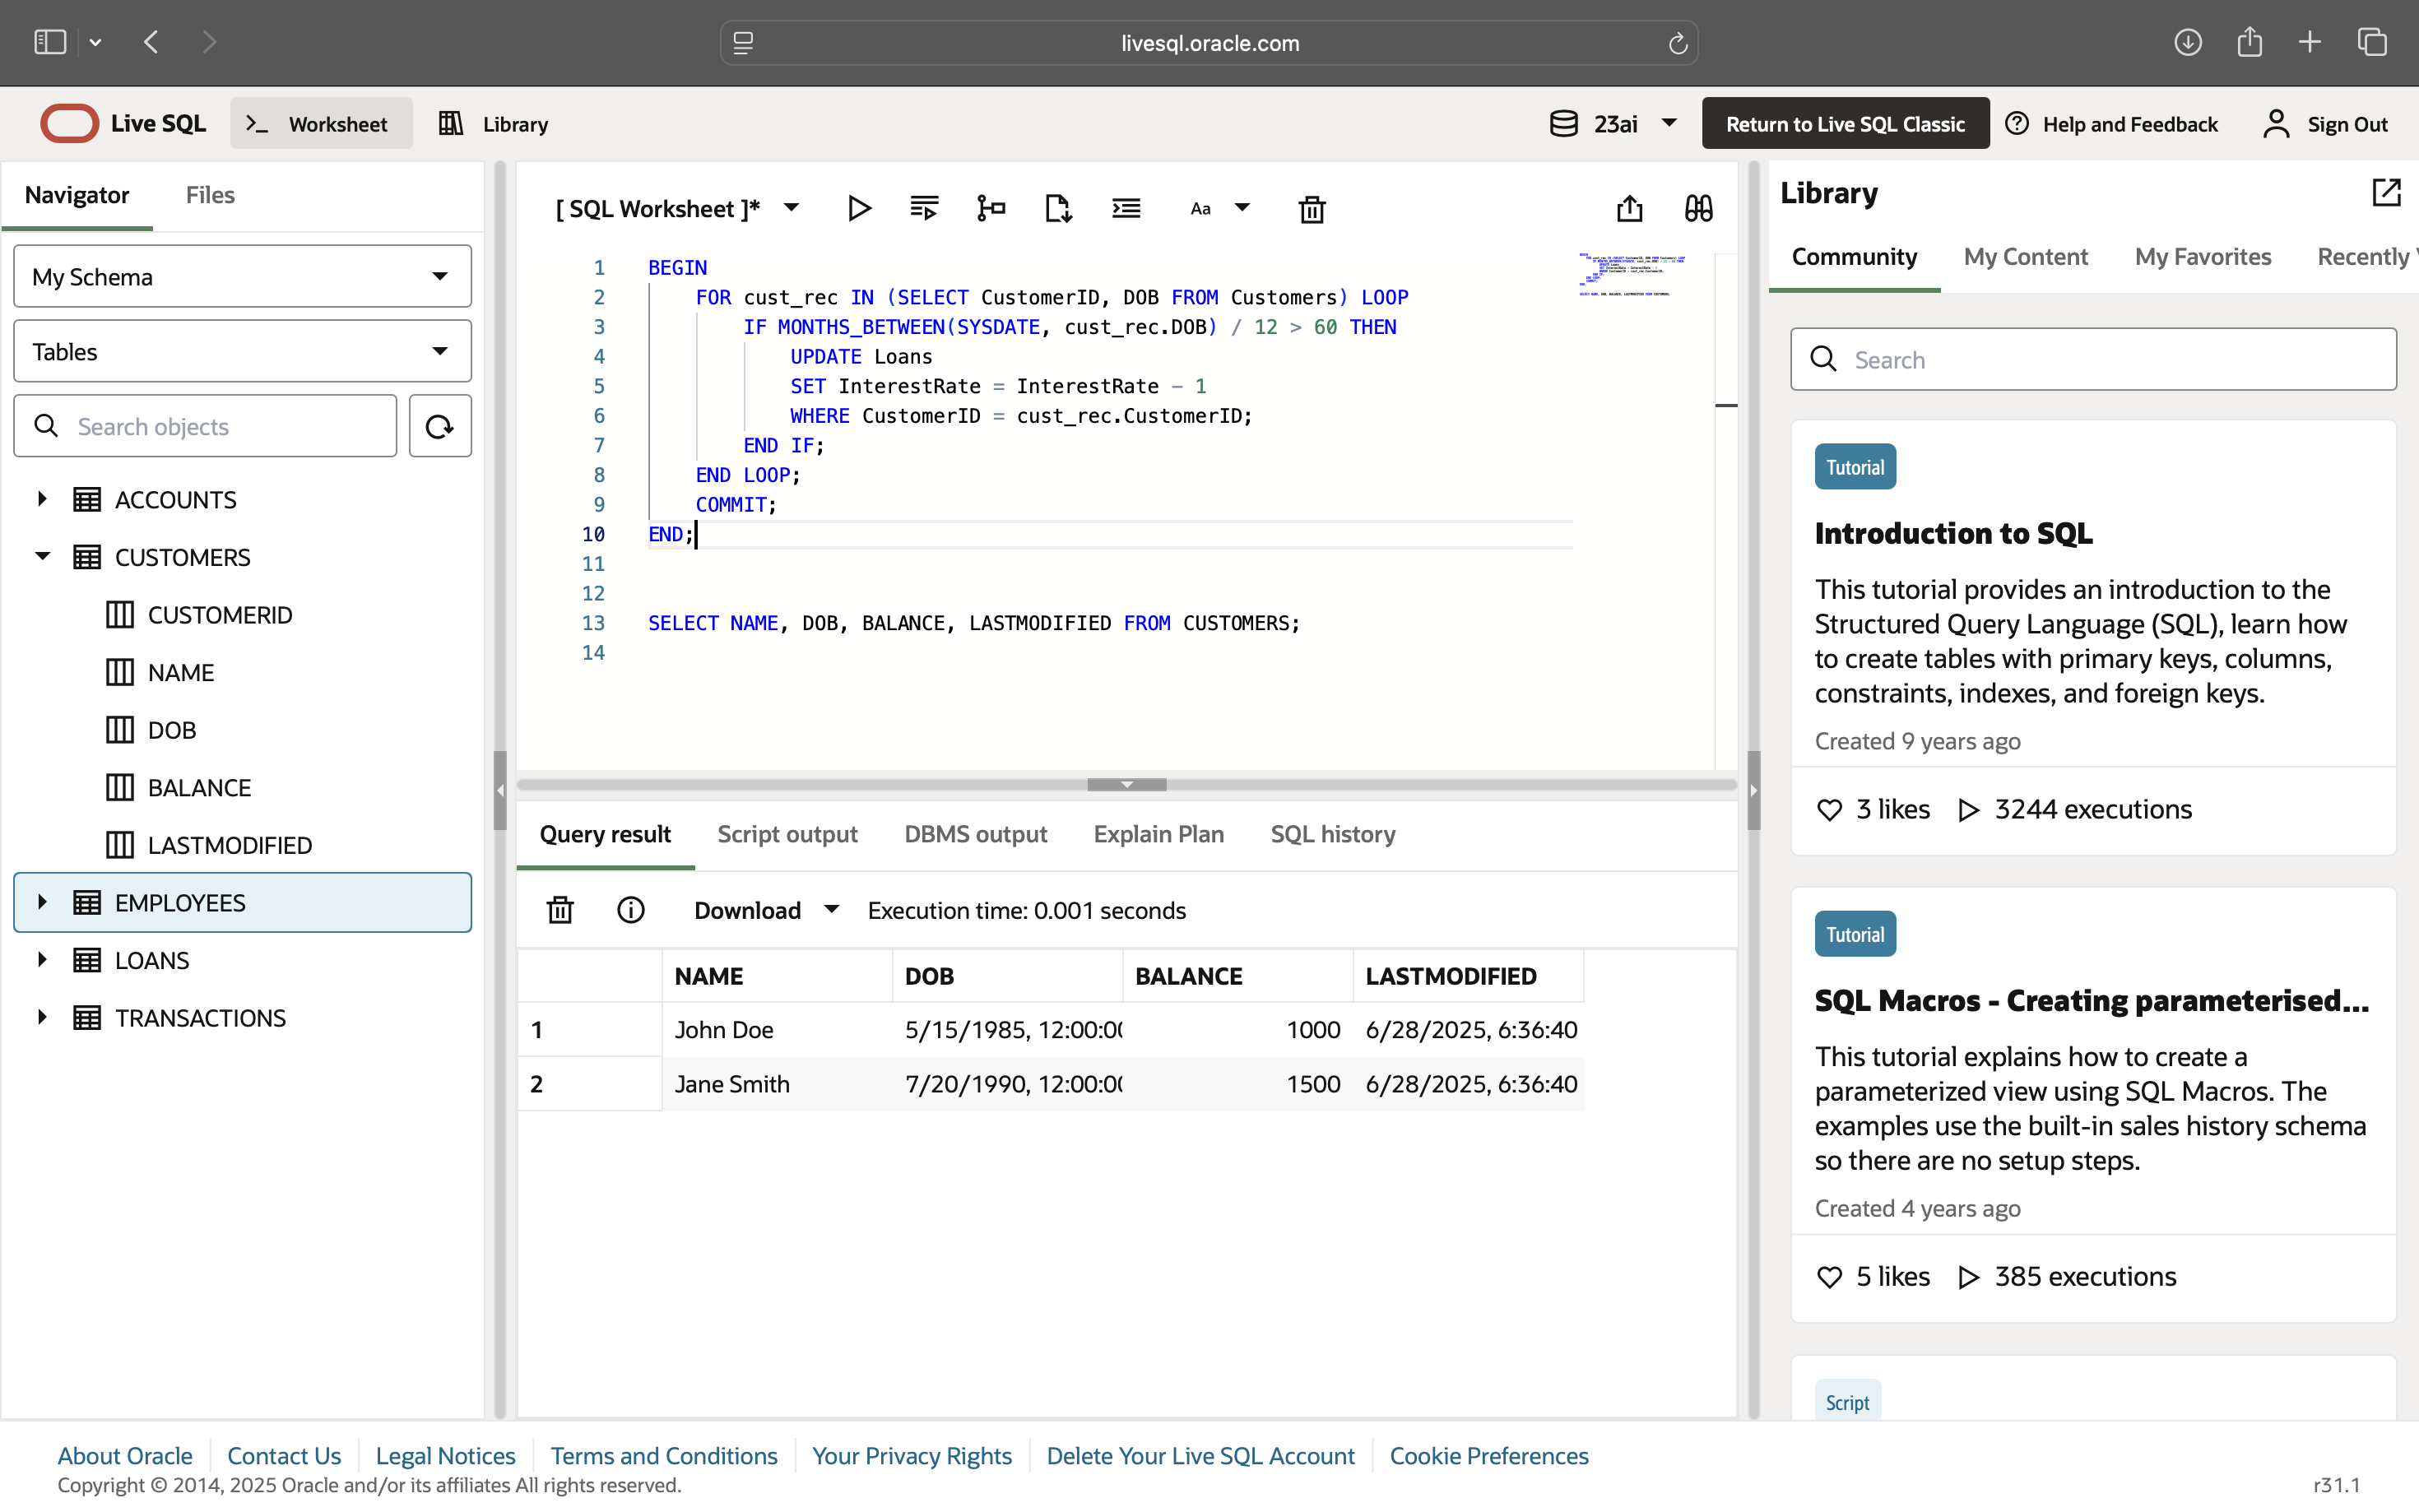 livesql.oracle.com
Live SQL
Worksheet
Library
23ai
Return to Live SQL Classic
Help and Feedback
Sign Out
Navigator
Files
My Schema
Tables
Search objects
ACCOUNTS
CUSTOMERS
CUSTOMERID
NAME
DOB
BALANCE
LASTMODIFIED
EMPLOYEES
LOANS
TRANSACTIONS
[ SQL Worksheet ]*
Aa
1 BEGIN
2 FOR cust_rec IN (SELECT CustomerID, DOB FROM Customers) LOOP
3 IF MONTHS_BETWEEN(SYSDATE, cust_rec.DOB) / 12 > 60 THEN
4 UPDATE Loans
5 SET InterestRate = InterestRate - 1
6 WHERE CustomerID = cust_rec.CustomerID;
7 END IF;
8 END LOOP;
9 COMMIT;
10 END;
11
12
13 SELECT NAME, DOB, BALANCE, LASTMODIFIED FROM CUSTOMERS;
14
Query result Script output DBMS output Explain Plan SQL history
Download Execution time: 0.001 seconds
NAME DOB BALANCE LASTMODIFIED
1 John Doe 5/15/1985, 12:00:00 1000 6/28/2025, 6:36:40
2 Jane Smith 7/20/1990, 12:00:00 1500 6/28/2025, 6:36:40
Library
Community My Content My Favorites Recently
Search
Tutorial
Introduction to SQL
This tutorial provides an introduction to the
Structured Query Language (SQL), learn how
to create tables with primary keys, columns,
constraints, indexes, and foreign keys.
Created 9 years ago
3 likes 3244 executions
Tutorial
SQL Macros - Creating parameterised...
This tutorial explains how to create a
parameterized view using SQL Macros. The
examples use the built-in sales history schema
so there are no setup steps.
Created 4 years ago
5 likes 385 executions
Script
About Oracle Contact Us Legal Notices Terms and Conditions Your Privacy Rights Delete Your Live SQL Account Cookie Preferences
Copyright © 2014, 2025 Oracle and/or its affiliates All rights reserved.
r31.1